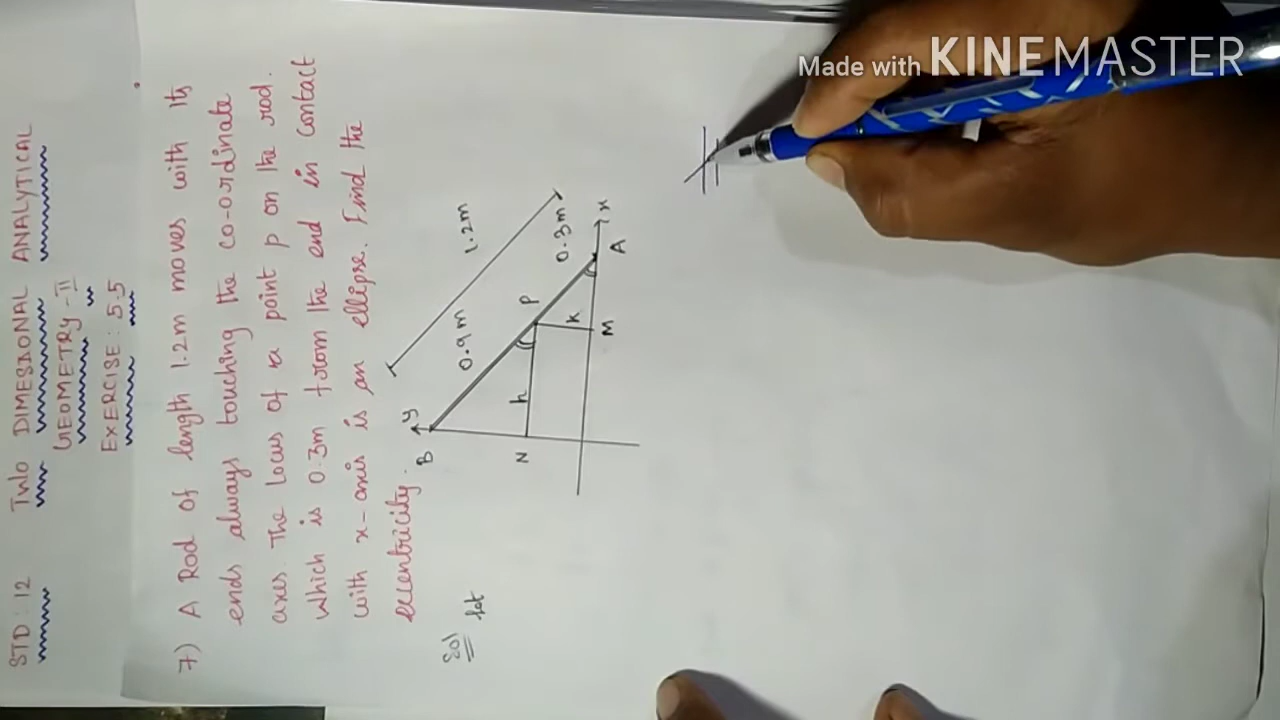 STD : 12 Two DIMESIONAL ANALYTICAL
GEOMETRY - II
EXERCISE : 5.5
7) A Rod of length 1.2m moves with its
ends always touching the co-ordinate
axes. The locus of a point P on the rod.
Which is 0.3m from the end in contact
with x-axis is an ellipse. Find the
eccentricity.
Sol
let
B
y
0.9 m
1.2m
P
0.3m
N
h
k
M
A
x
Made with KINEMASTER